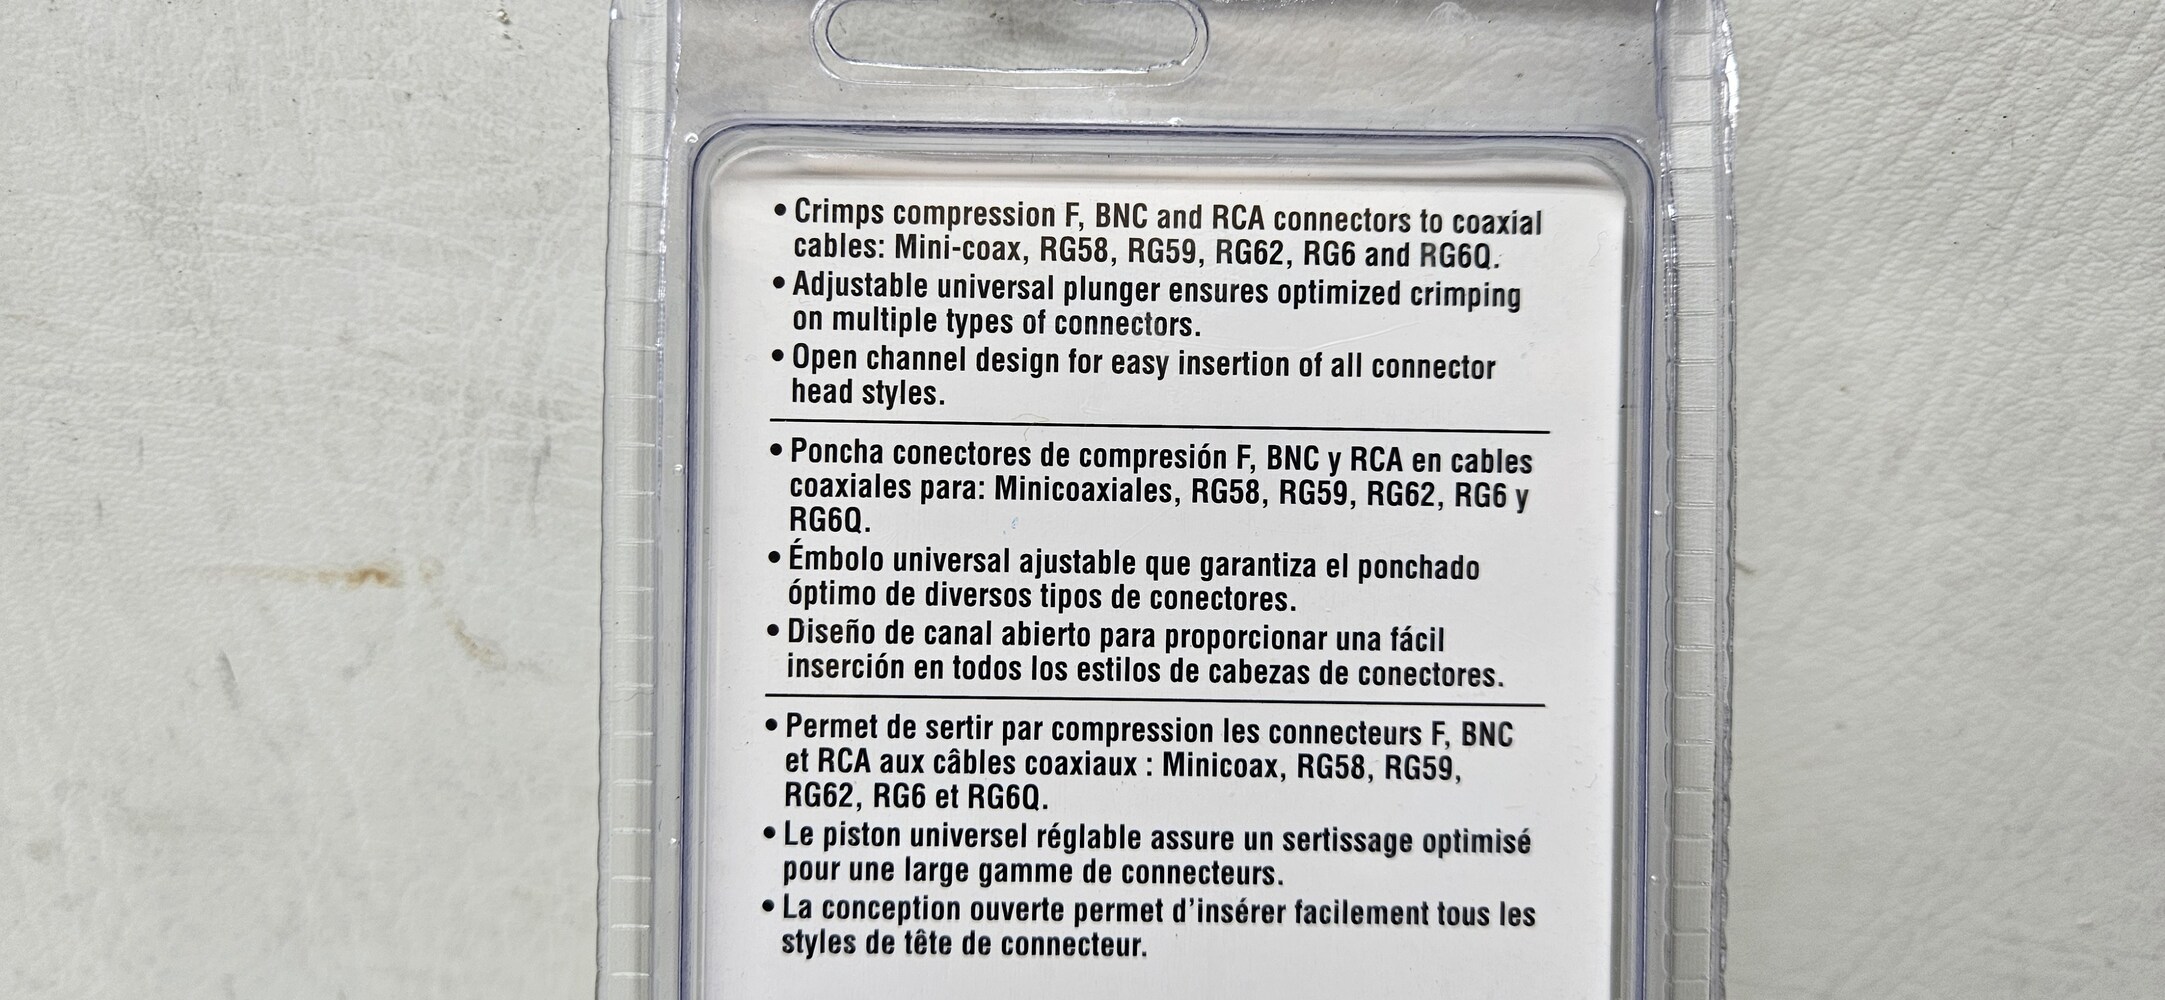 • Crimps compression F, BNC and RCA connectors to coaxial
cables: Mini-coax, RG58, RG59, RG62, RG6 and RG6Q.
• Adjustable universal plunger ensures optimized crimping
on multiple types of connectors.
• Open channel design for easy insertion of all connector
head styles.
• Poncha conectores de compresión F, BNC y RCA en cables
coaxiales para: Minicoaxiales, RG58, RG59, RG62, RG6 y
RG6Q.
• Émbolo universal ajustable que garantiza el ponchado
óptimo de diversos tipos de conectores.
• Diseño de canal abierto para proporcionar una fácil
inserción en todos los estilos de cabezas de conectores.
• Permet de sertir par compression les connecteurs F, BNC
et RCA aux câbles coaxiaux : Minicoax, RG58, RG59,
RG62, RG6 et RG6Q.
• Le piston universel réglable assure un sertissage optimisé
pour une large gamme de connecteurs.
• La conception ouverte permet d'insérer facilement tous les
styles de tête de connecteur.